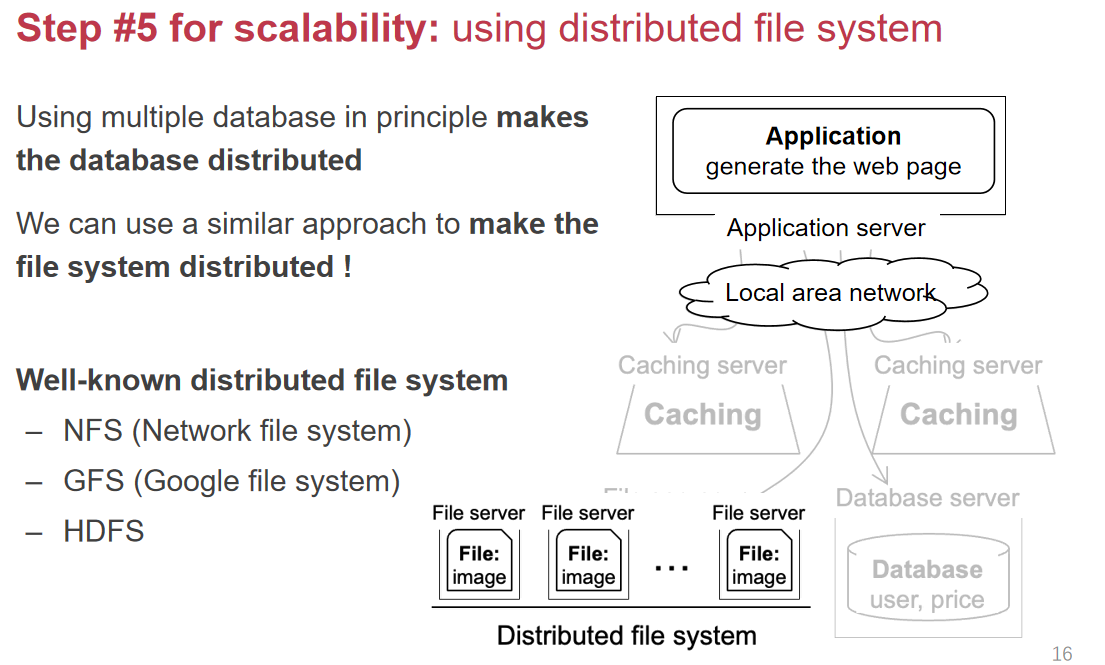 Step #5 for scalability: using distributed file system
Using multiple database in principle makes
the database distributed
We can use a similar approach to make the
file system distributed !
Well-known distributed file system
– NFS (Network file system)
– GFS (Google file system)
– HDFS
Application
generate the web page
Application server
Local area network
Caching server
Caching
Caching server
Caching
File server
File:
image
File server
File:
image
...
File server
File:
image
Distributed file system
Database server
Database
user, price
16